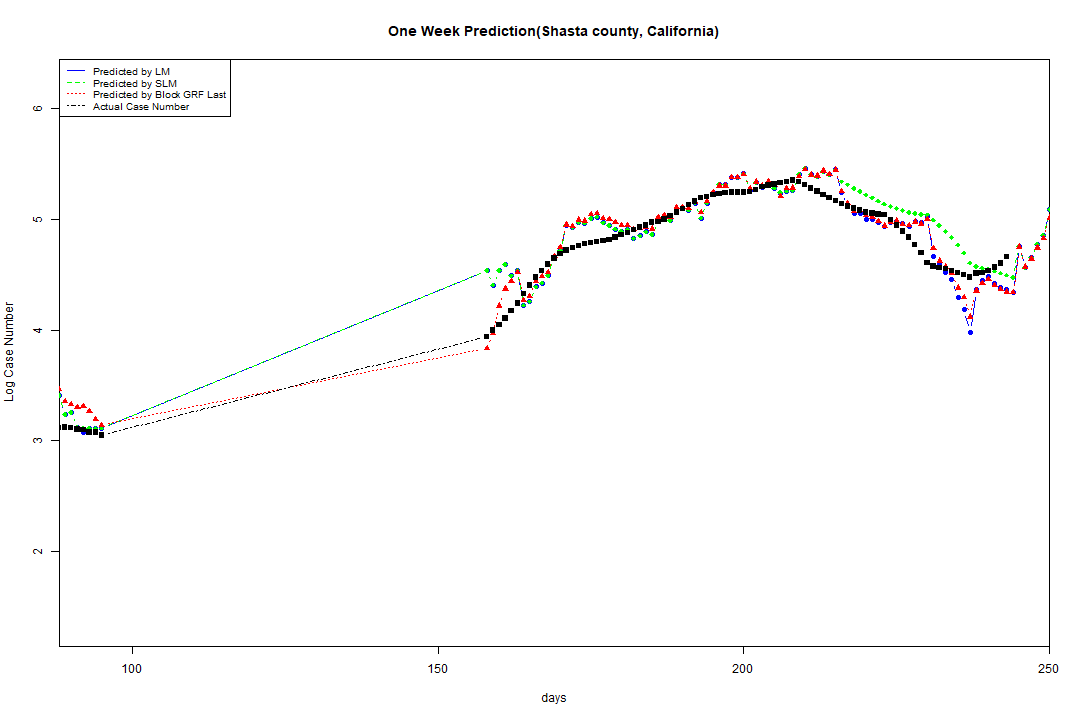 One Week Prediction(Shasta county, California)
Predicted by LM
Predicted by SLM
Predicted by Block GRF Last
Actual Case Number
6
5
4
3
2
Log Case Number
100 150 200 250
days